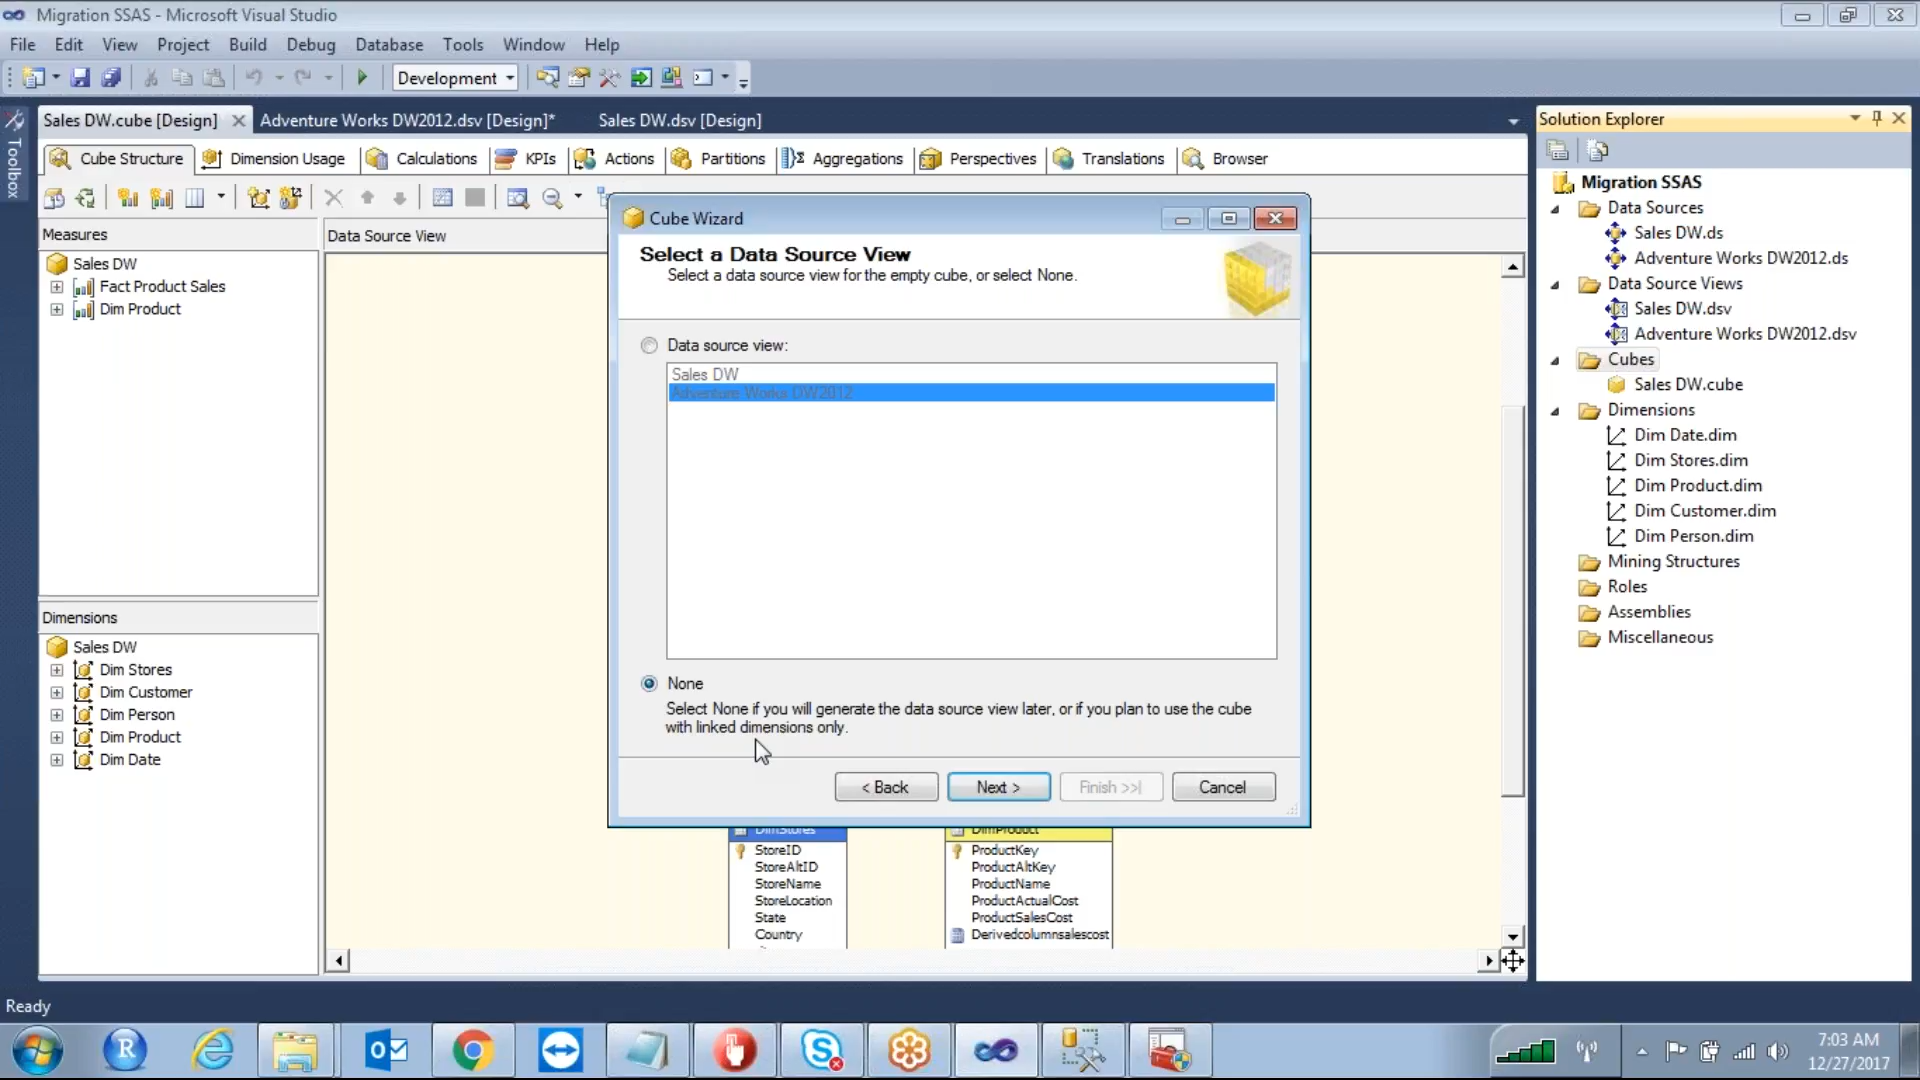 Migration SSAS - Microsoft Visual Studio
File Edit View Project Build Debug Database Tools Window Help
Development
Toolbox
Sales DW.cube [Design] Adventure Works DW2012.dsv [Design]* Sales DW.dsv [Design]
Cube Structure Dimension Usage Calculations KPIs Actions Partitions Aggregations Perspectives Translations Browser
Measures
Sales DW
Fact Product Sales
Dim Product
Dimensions
Sales DW
Dim Stores
Dim Customer
Dim Person
Dim Product
Dim Date
Data Source View
Cube Wizard
Select a Data Source View
Select a data source view for the empty cube, or select None.
Data source view:
Sales DW
Adventure Works DW2012
None
Select None if you will generate the data source view later, or if you plan to use the cube
with linked dimensions only.
< Back Next > Finish >>| Cancel
DimStores
StoreID
StoreAltID
StoreName
StoreLocation
State
Country
DimProduct
ProductKey
ProductAltKey
ProductName
ProductActualCost
ProductSalesCost
Derivedcolumnsalescost
Solution Explorer
Migration SSAS
Data Sources
Sales DW.ds
Adventure Works DW2012.ds
Data Source Views
Sales DW.dsv
Adventure Works DW2012.dsv
Cubes
Sales DW.cube
Dimensions
Dim Date.dim
Dim Stores.dim
Dim Product.dim
Dim Customer.dim
Dim Person.dim
Mining Structures
Roles
Assemblies
Miscellaneous
Ready
7:03 AM
12/27/2017